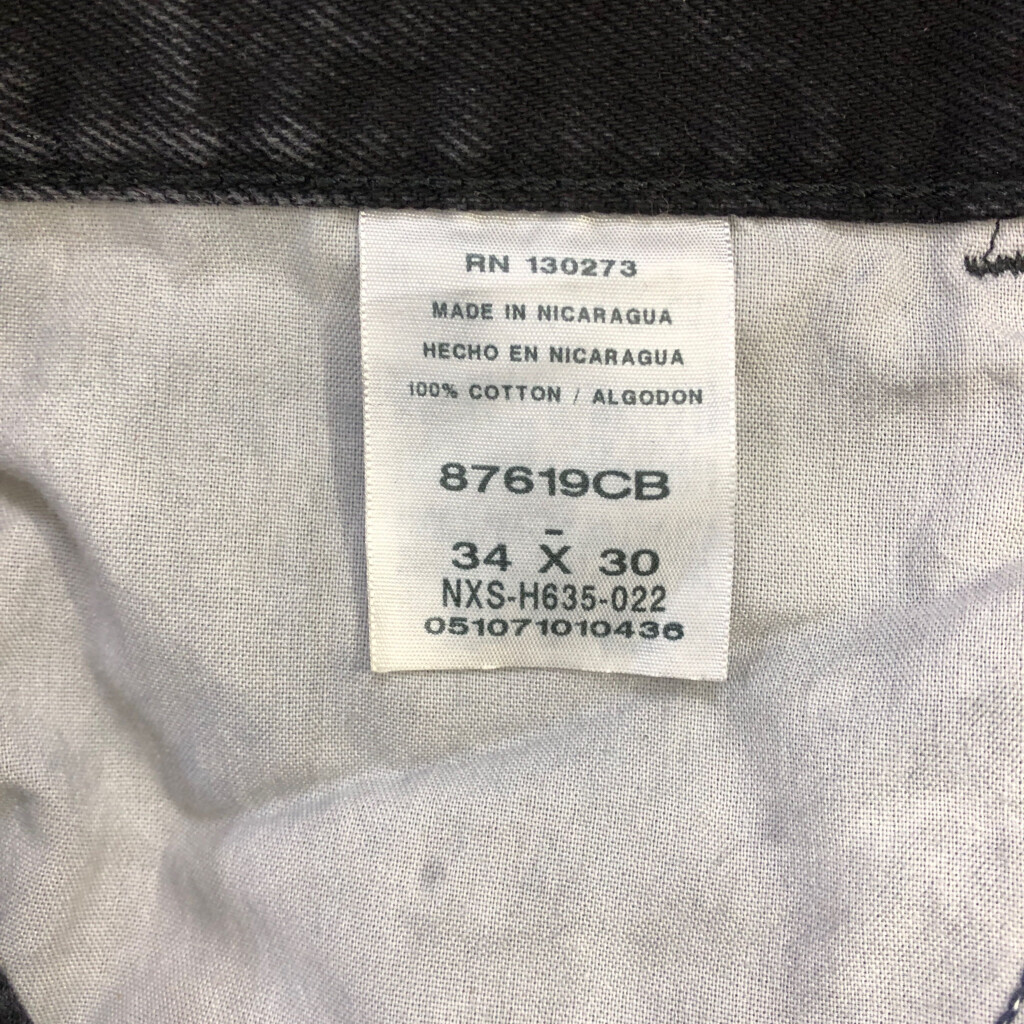 RN 130273
MADE IN NICARAGUA
HECHO EN NICARAGUA
100% COTTON / ALGODON
87619CB
-
34 X 30
NXS-H635-022
051071010436